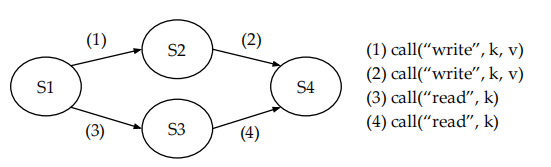 (1)
(2)
S1
S2
S3
S4
(3)
(4)
(1) call(“write”, k, v)
(2) call(“write”, k, v)
(3) call(“read”, k)
(4) call(“read”, k)